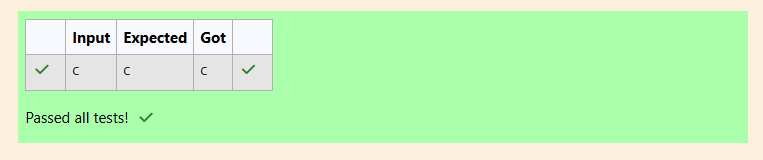 Input Expected Got
c c c
Passed all tests!